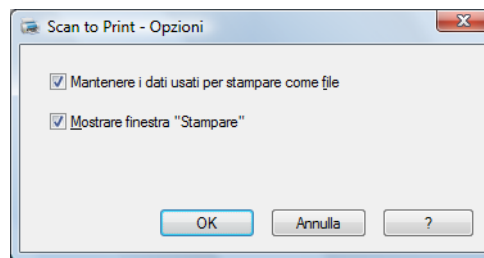 Scan to Print - Opzioni
Mantenere i dati usati per stampare come file
Mostrare finestra "Stampare"
OK Annulla ?